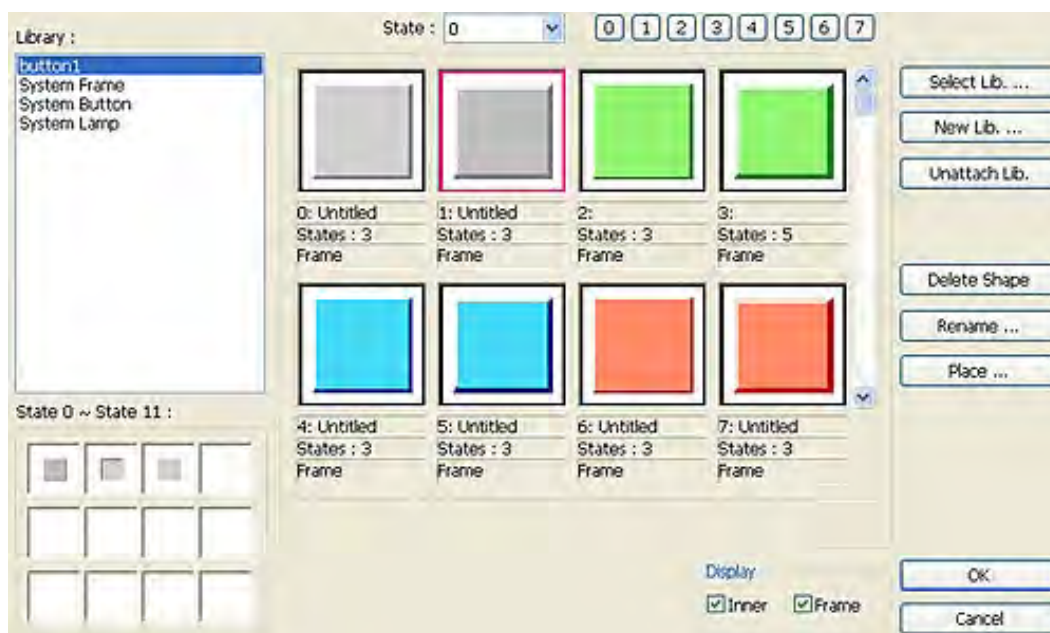 Library :
State : 0
0 1 2 3 4 5 6 7
button1
System Frame
System Button
System Lamp
Select Lib. ...
New Lib. ...
Unattach Lib.
0: Untitled
States : 3
Frame
1: Untitled
States : 3
Frame
2:
States : 3
Frame
3:
States : 5
Frame
Delete Shape
Rename ...
Place ...
4: Untitled
States : 3
Frame
5: Untitled
States : 3
Frame
6: Untitled
States : 3
Frame
7: Untitled
States : 3
Frame
State 0 ~ State 11 :
Display
Inner
Frame
OK
Cancel